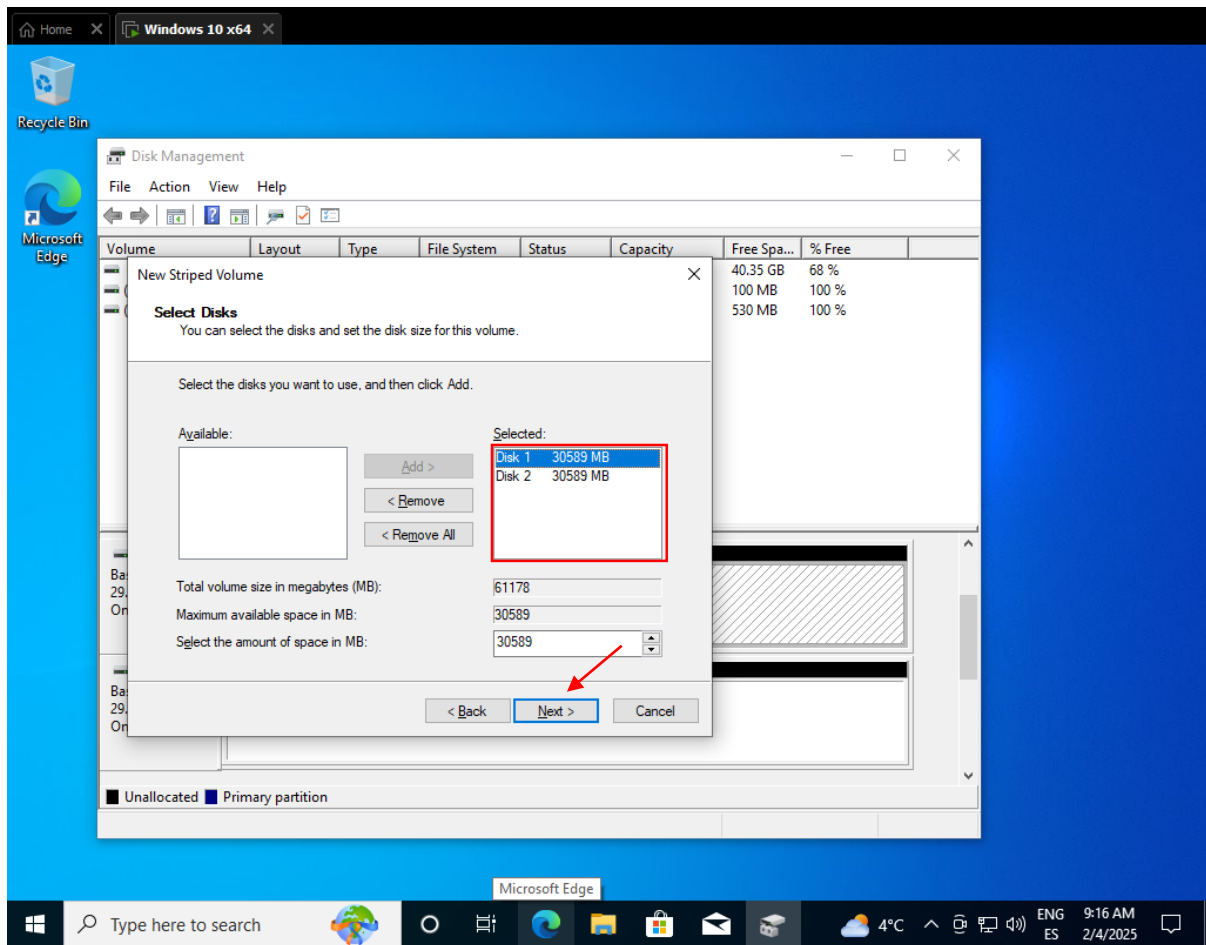 Home
Windows 10 x64
Recycle Bin
Microsoft Edge
Disk Management
File Action View Help
Volume Layout Type File System Status Capacity Free Spa... % Free
40.35 GB 68 %
( 100 MB 100 %
( 530 MB 100 %
New Striped Volume
Select Disks
You can select the disks and set the disk size for this volume.
Select the disks you want to use, and then click Add.
Available:
Selected:
Disk 1 30589 MB
Disk 2 30589 MB
Add >
< Remove
< Remove All
Total volume size in megabytes (MB): 61178
Maximum available space in MB: 30589
Select the amount of space in MB: 30589
< Back Next > Cancel
Ba
29.
On
Ba
29.
On
Unallocated Primary partition
Microsoft Edge
Type here to search
4°C
ENG
ES
9:16 AM
2/4/2025